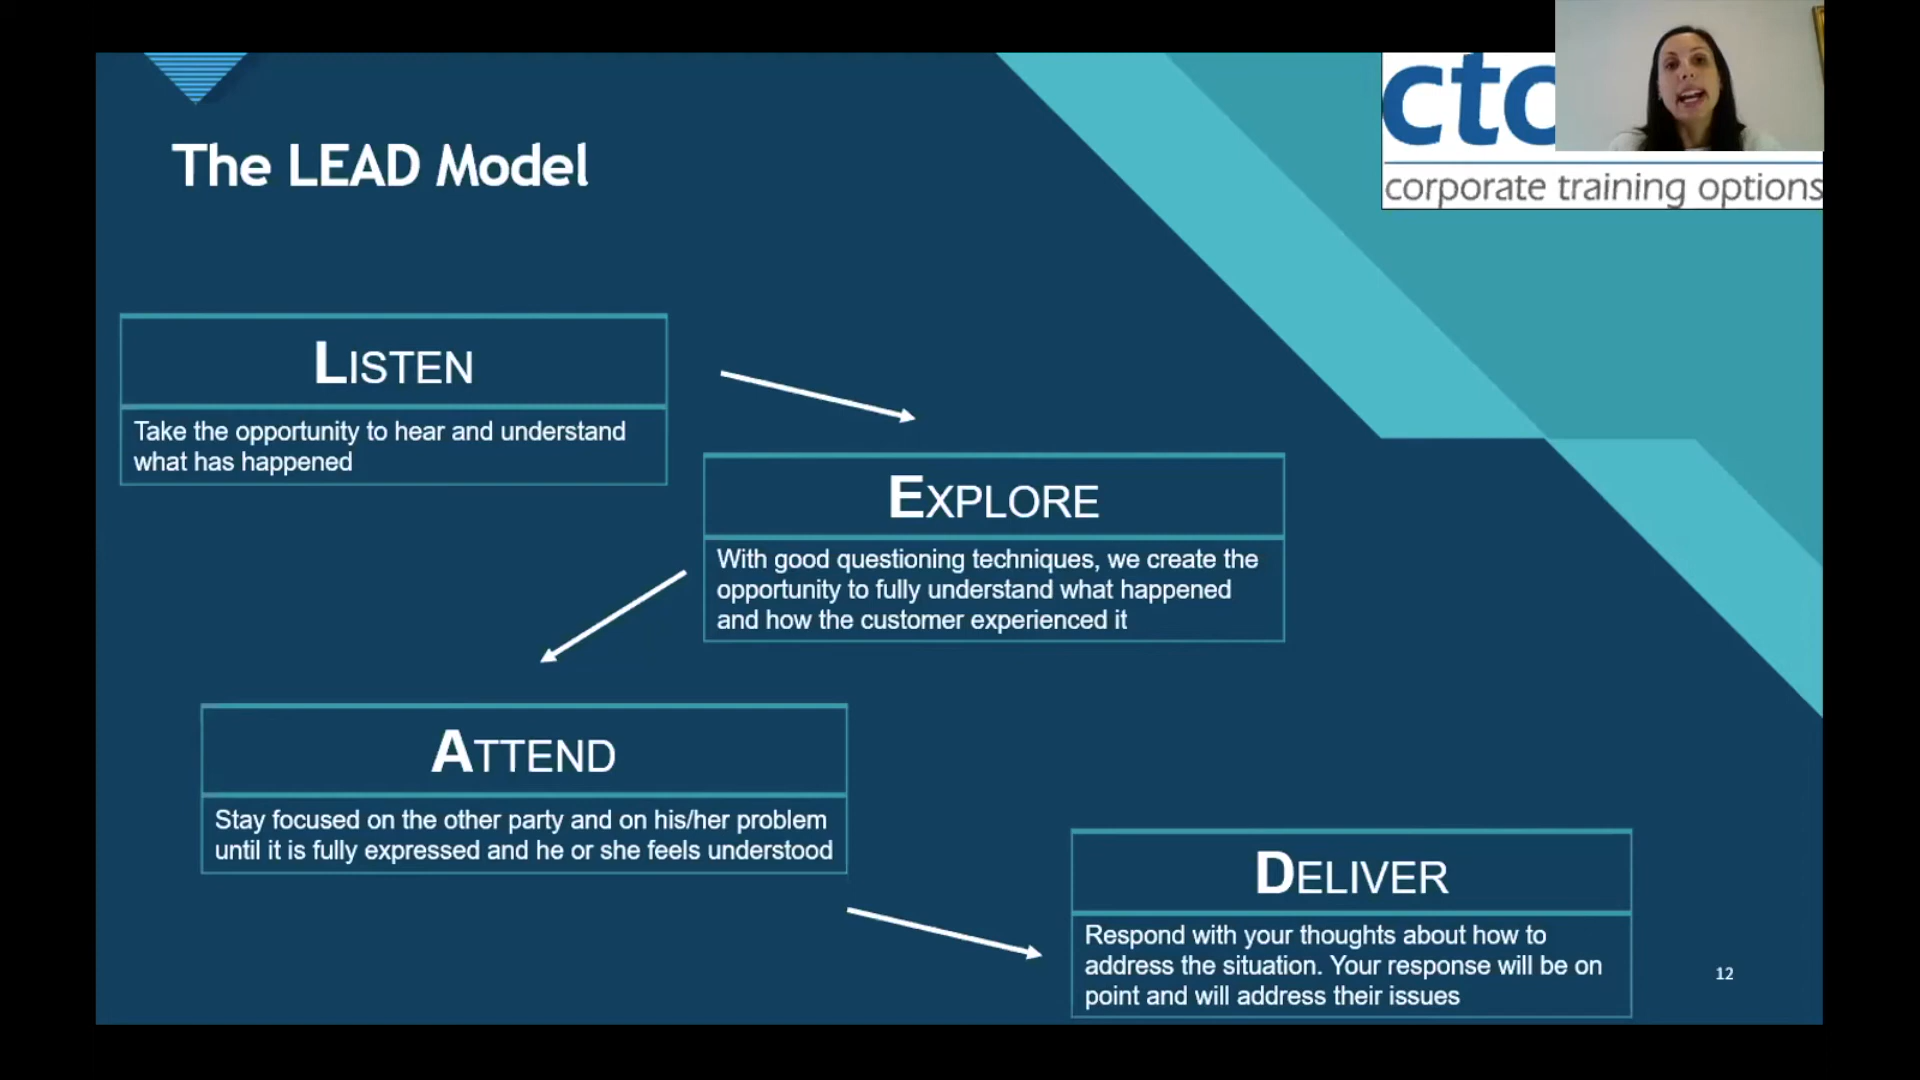 The LEAD Model
corporate training options
LISTEN
Take the opportunity to hear and understand
what has happened
EXPLORE
With good questioning techniques, we create the
opportunity to fully understand what happened
and how the customer experienced it
ATTEND
Stay focused on the other party and on his/her problem
until it is fully expressed and he or she feels understood
DELIVER
Respond with your thoughts about how to
address the situation. Your response will be on
point and will address their issues
12